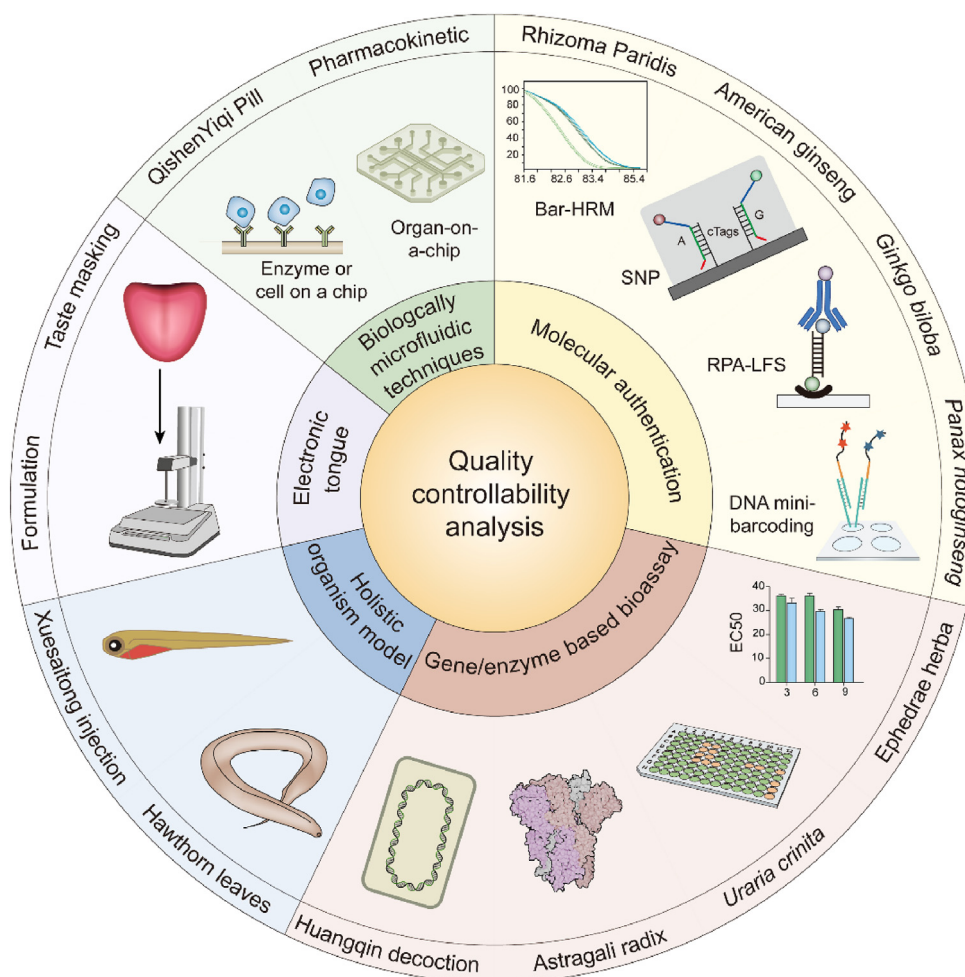 Quality
controllability
analysis
Biologcally
microfluidic
techniques
Molecular authentication
Gene/enzyme based bioassay
Holistic
organism model
Electronic
tongue
QishenYiqi Pill
Pharmacokinetic
Enzyme or
cell on a chip
Organ-on-
a-chip
Rhizoma Paridis
American ginseng
Ginkgo biloba
Panax notoginseng
100
80
60
40
20
81.6 82.6 83.4 85.4
Bar-HRM
A cTags G
SNP
RPA-LFS
DNA mini-
barcoding
Ephedrae herba
Uraria crinita
Astragali radix
Huangqin decoction
EC50
40
30
20
10
0
3 6 9
Hawthorn leaves
Xuesaitong injection
Formulation
Taste masking